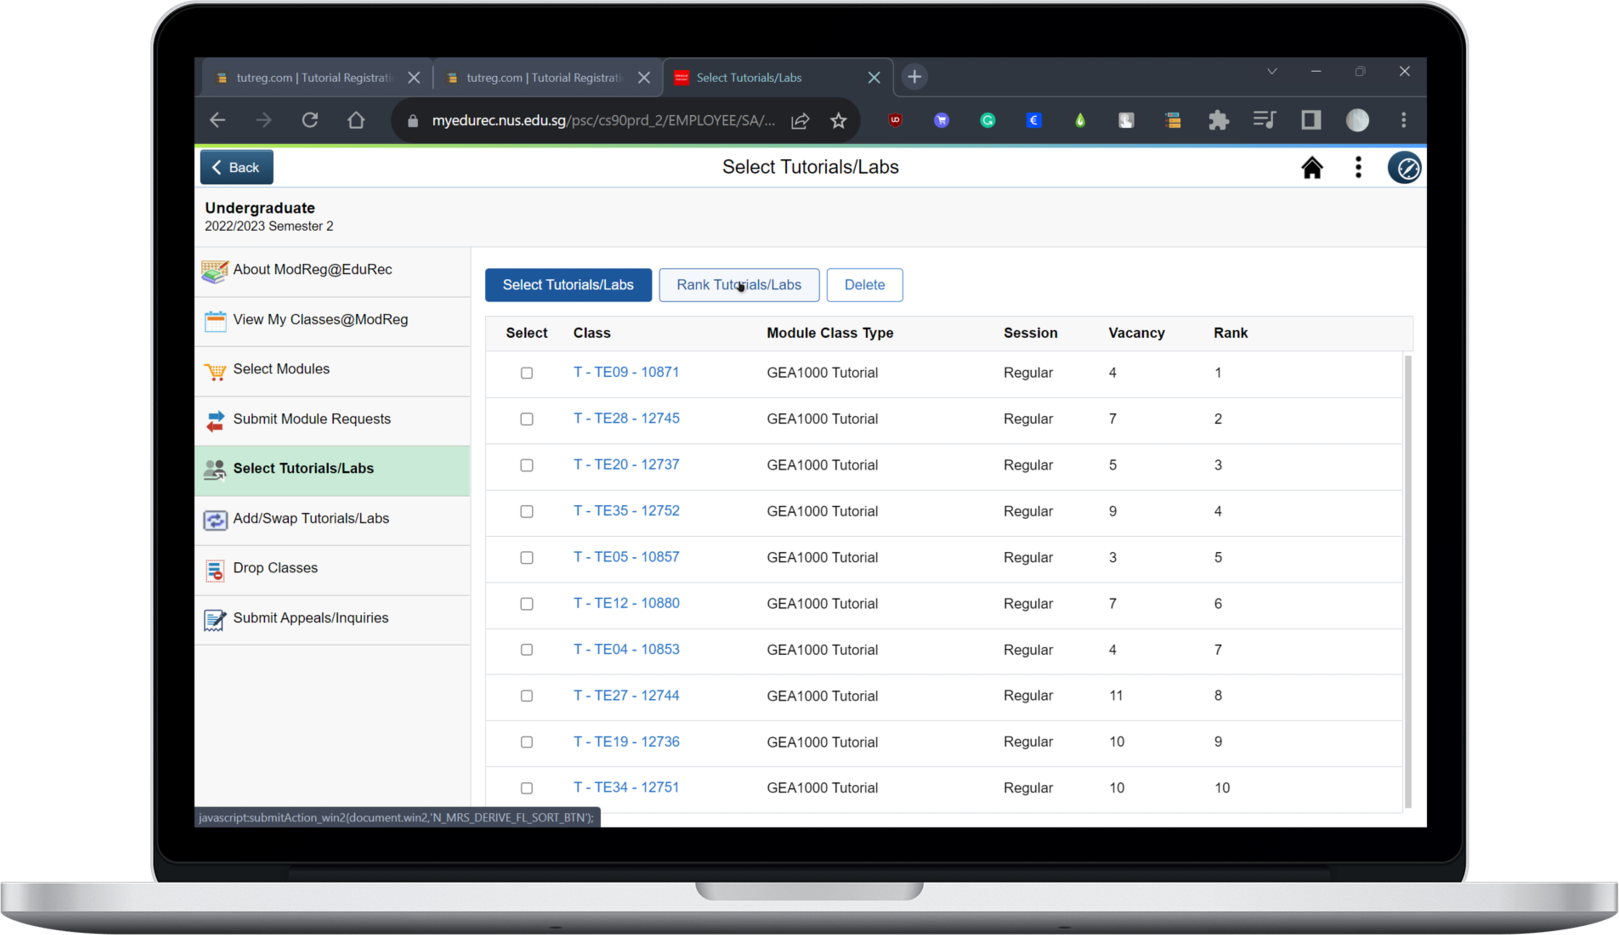 tutreg.com | Tutorial Registrati
tutreg.com | Tutorial Registrati
Select Tutorials/Labs
myedurec.nus.edu.sg/psc/cs90prd_2/EMPLOYEE/SA/...
Back
Select Tutorials/Labs
Undergraduate
2022/2023 Semester 2
About ModReg@EduRec
View My Classes@ModReg
Select Modules
Submit Module Requests
Select Tutorials/Labs
Add/Swap Tutorials/Labs
Drop Classes
Submit Appeals/Inquiries
Select Tutorials/Labs Rank Tutorials/Labs Delete
Select Class Module Class Type Session Vacancy Rank
T - TE09 - 10871 GEA1000 Tutorial Regular 4 1
T - TE28 - 12745 GEA1000 Tutorial Regular 7 2
T - TE20 - 12737 GEA1000 Tutorial Regular 5 3
T - TE35 - 12752 GEA1000 Tutorial Regular 9 4
T - TE05 - 10857 GEA1000 Tutorial Regular 3 5
T - TE12 - 10880 GEA1000 Tutorial Regular 7 6
T - TE04 - 10853 GEA1000 Tutorial Regular 4 7
T - TE27 - 12744 GEA1000 Tutorial Regular 11 8
T - TE19 - 12736 GEA1000 Tutorial Regular 10 9
T - TE34 - 12751 GEA1000 Tutorial Regular 10 10
javascript:submitAction_win2(document.win2,'N_MRS_DERIVE_FL_SORT_BTN');